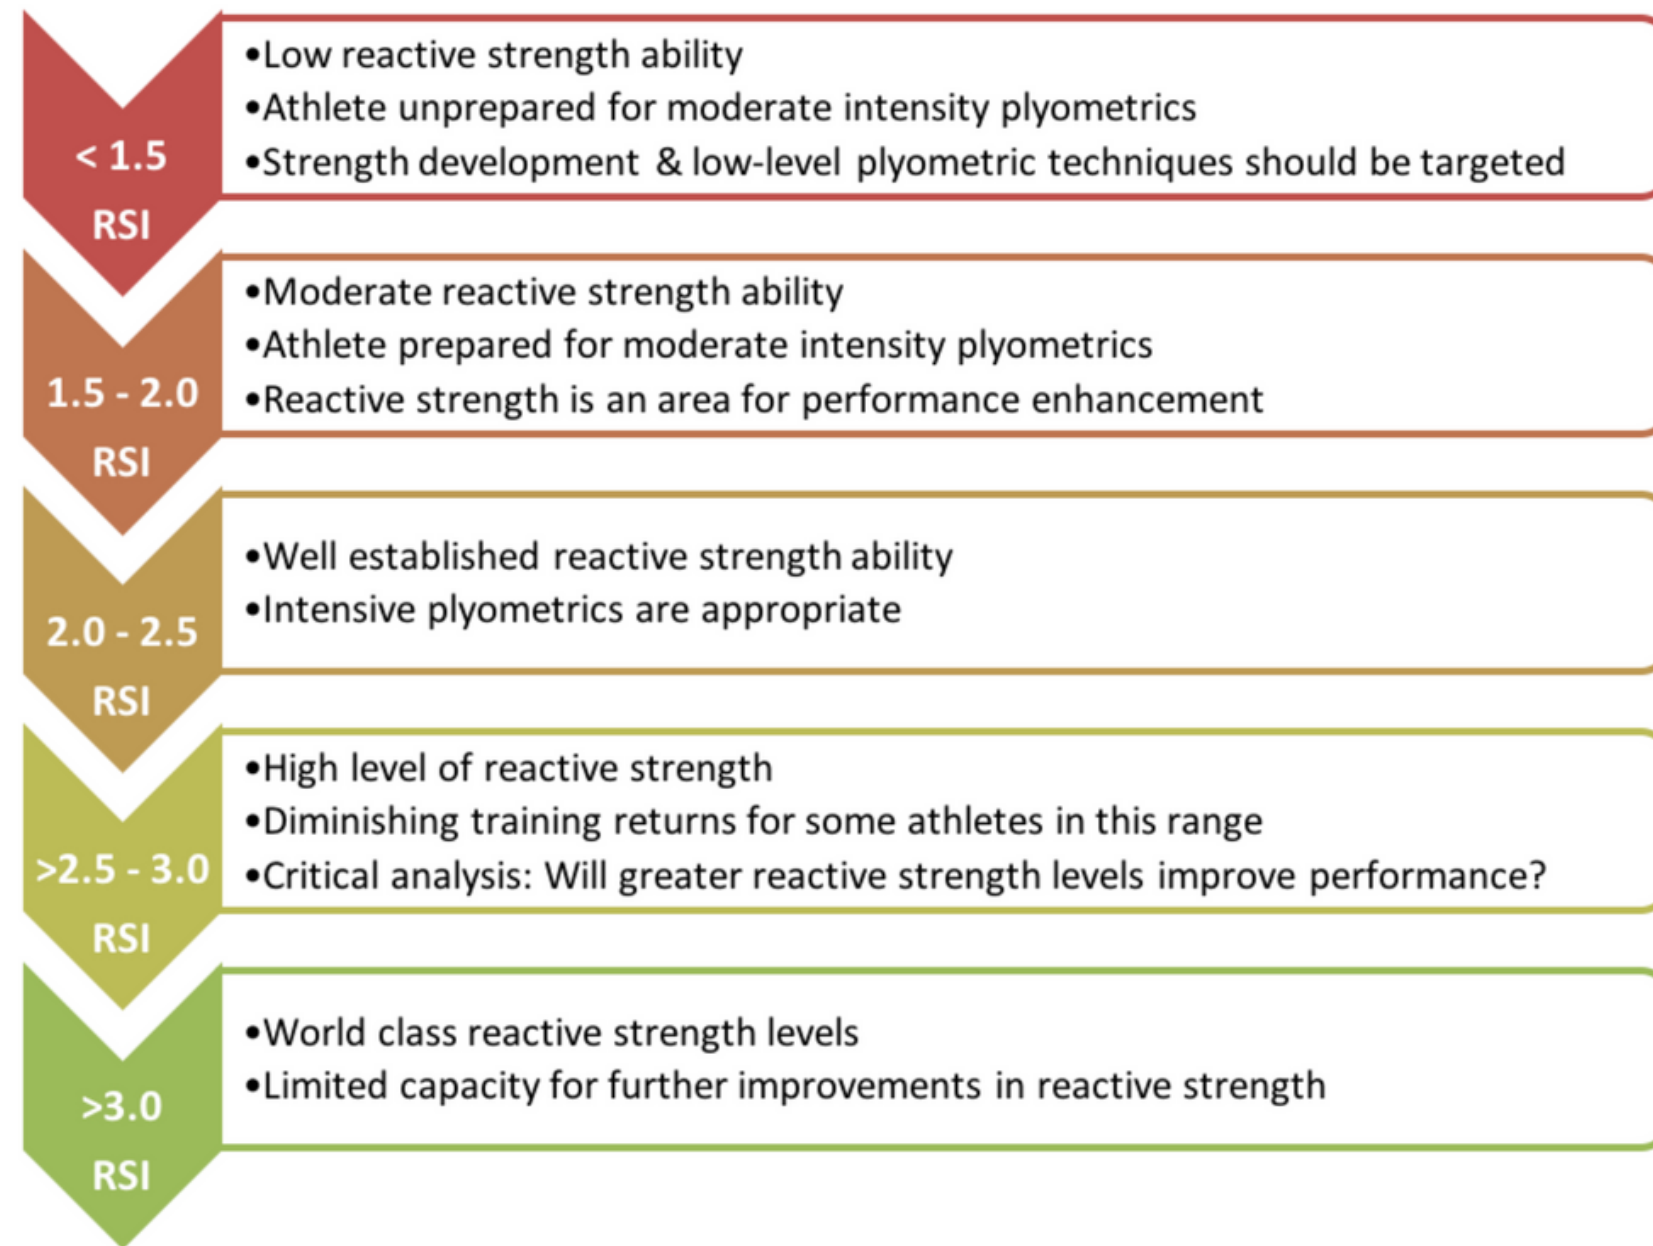 < 1.5
RSI
•Low reactive strength ability
•Athlete unprepared for moderate intensity plyometrics
•Strength development & low-level plyometric techniques should be targeted
1.5 - 2.0
RSI
•Moderate reactive strength ability
•Athlete prepared for moderate intensity plyometrics
•Reactive strength is an area for performance enhancement
2.0 - 2.5
RSI
•Well established reactive strength ability
•Intensive plyometrics are appropriate
>2.5 - 3.0
RSI
•High level of reactive strength
•Diminishing training returns for some athletes in this range
•Critical analysis: Will greater reactive strength levels improve performance?
>3.0
RSI
•World class reactive strength levels
•Limited capacity for further improvements in reactive strength